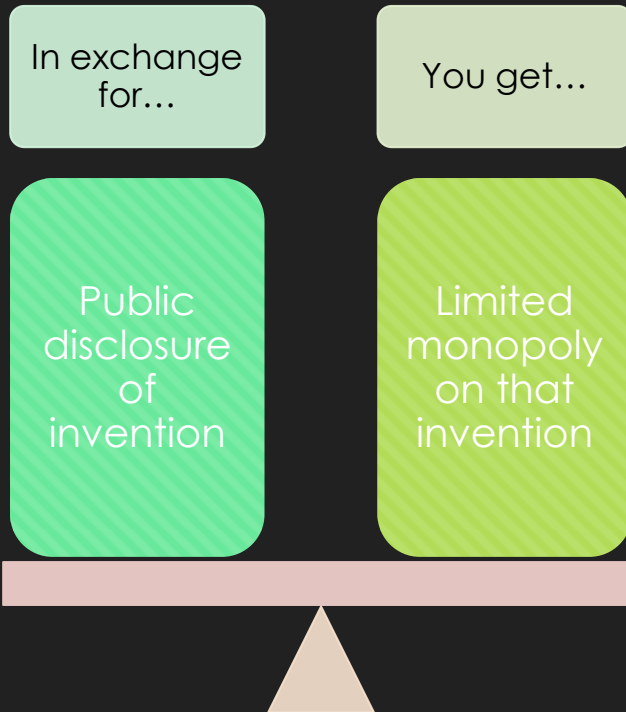 In exchange
for…
You get…
Public
disclosure
of
invention
Limited
monopoly
on that
invention